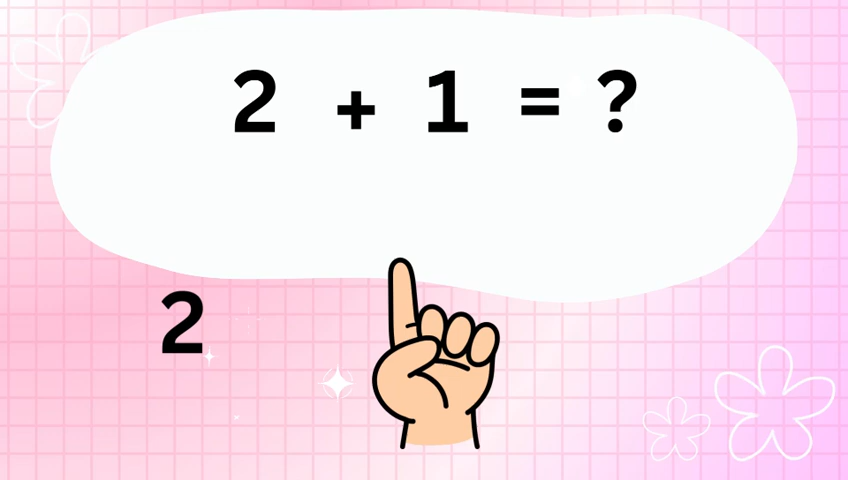 2 + 1 = ?
2